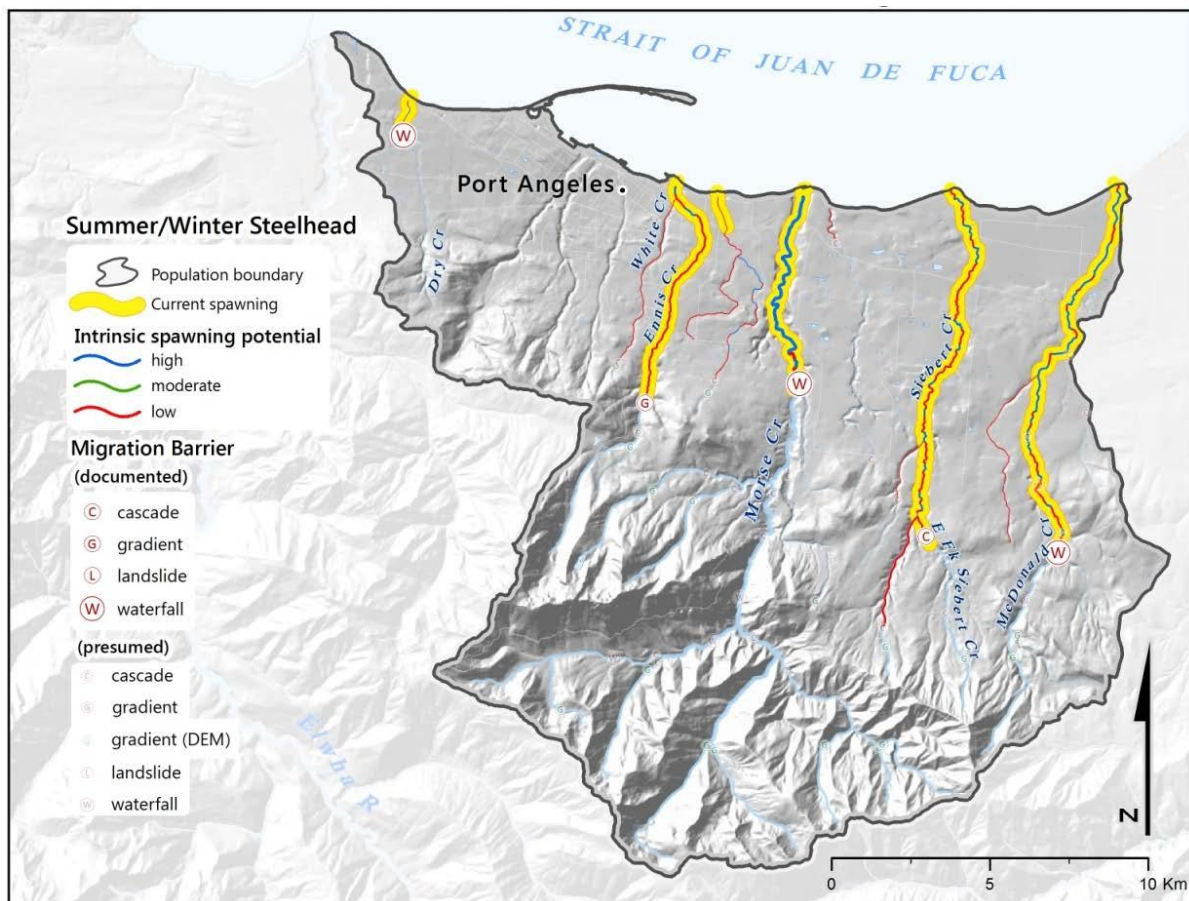 STRAIT OF JUAN DE FUCA
Port Angeles
Summer/Winter Steelhead
Population boundary
Current spawning
Intrinsic spawning potential
high
moderate
low
Migration Barrier
(documented)
C cascade
G gradient
L landslide
W waterfall
(presumed)
C cascade
G gradient
G gradient (DEM)
L landslide
W waterfall
W
Dry Cr
White Cr
Ennis Cr
G
W
Morse Cr
Siebert Cr
C
E Fk Siebert Cr
McDonald Cr
W
Elwha R
N
0 5 10 Km